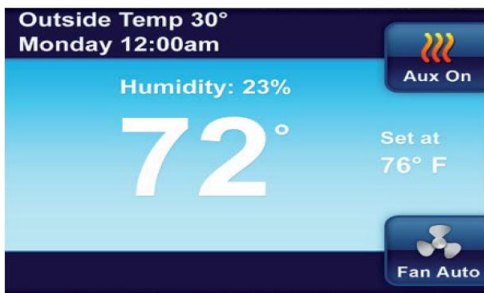 Outside Temp 30°
Monday 12:00am
Aux On
Humidity: 23%
72°
Set at
76° F
Fan Auto